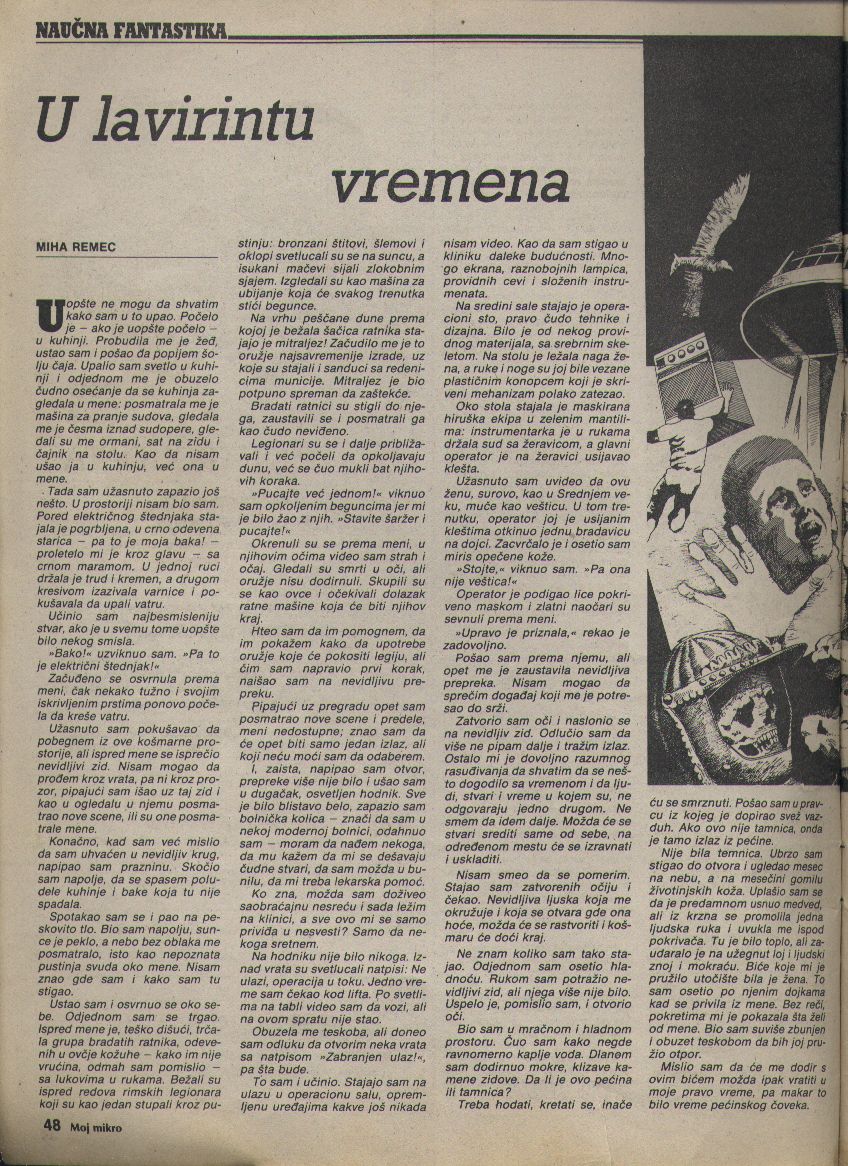 NAUČNA FANTASTIKA
U lavirintu
vremena
MIHA REMEC
Uopšte ne mogu da shvatim
kako sam u to upao. Počelo
je – ako je uopšte počelo –
u kuhinji. Probudila me je žeđ,
ustao sam i pošao da popijem šo-
lju čaja. Upalio sam svetlo u kuhi-
nji i odjednom me je obuzelo
čudno osećanje da se kuhinja za-
gledala u mene: posmatrala me je
mašina za pranje sudova, gledala
me je česma iznad sudopere, gle-
dali su me ormani, sat na zidu i
čajnik na stolu. Kao da nisam
ušao ja u kuhinju, već ona u
mene.
Tada sam užasnuto zapazio još
nešto. U prostoriji nisam bio sam.
Pored električnog štednjaka sta-
jala je pogrbljena, u crno odevena
starica – pa to je moja baka! –
proletelo mi je kroz glavu – sa
crnom maramom. U jednoj ruci
držala je trud i kremen, a drugom
kresivom izazivala varnice i po-
kušavala da upali vatru.
Učinio sam najbesmisleniju
stvar, ako je u svemu tome uopšte
bilo nekog smisla.
»Bako!« uzviknuo sam. »Pa to
je električni štednjak!«
Začuđeno se osvrnula prema
meni, čak nekako tužno i svojim
iskrivljenim prstima ponovo poče-
la da kreše vatru.
Užasnuto sam pokušavao da
pobegnem iz ove košmarne pro-
storije, ali ispred mene se isprečio
nevidljivi zid. Nisam mogao da
prođem kroz vrata, pa ni kroz pro-
zor, pipajući sam išao uz taj zid i
kao u ogledalu u njemu posma-
trao nove scene, ili su one posma-
trale mene.
Konačno, kad sam već mislio
da sam uhvaćen u nevidljiv krug,
napipao sam prazninu. Skočio
sam napolje, da se spasem polu-
dele kuhinje i bake koja tu nije
spadala.
Spotakao sam se i pao na pe-
skovito tlo. Bio sam napolju, sun-
ce je peklo, a nebo bez oblaka me
posmatralo, isto kao nepoznata
pustinja svuda oko mene. Nisam
znao gde sam i kako sam tu
stigao.
Ustao sam i osvrnuo se oko se-
be. Odjednom sam se trgao.
Ispred mene je, teško dišući, trča-
la grupa bradatih ratnika, odeve-
nih u ovčje kožuhe – kako im nije
vrućina, odmah sam pomislio –
sa lukovima u rukama. Bežali su
ispred redova rimskih legionara
koji su kao jedan stupali kroz pu-
stinju: bronzani štitovi, šlemovi i
oklopi svetlucali su se na suncu, a
isukani mačevi sijali zlokobnim
sjajem. Izgledali su kao mašina za
ubijanje koja će svakog trenutka
stići begunce.
Na vrhu peščane dune prema
kojoj je bežala šačica ratnika sta-
jalo je mitraljez! Začudilo me je to
oružje najsavremenije izrade, uz
koje su stajali i sanduci sa redeni-
cima municije. Mitraljez je bio
potpuno spreman da zaštekće.
Bradati ratnici su stigli do nje-
ga, zaustavili se i posmatrali ga
kao čudo neviđeno.
Legionari su se i dalje približa-
vali i već počeli da opkoljavaju
dunu, već se čuo mukli bat njiho-
vih koraka.
»Pucajte već jednom!« viknuo
sam opkoljenim beguncima jer mi
je bilo žao z njih. »Stavite šaržer i
pucajte!«
Okrenuli su se prema meni, u
njihovim očima video sam strah i
očaj. Gledali su smrti u oči, ali
oružje nisu dodirnuli. Skupili su
se kao ovce i očekivali dolazak
ratne mašine koja će biti njihov
kraj.
Hteo sam da im pomognem, da
im pokažem kako da upotrebe
oružje koje će pokositi legiju, ali
čim sam napravio prvi korak,
naišao sam na nevidljivu pre-
preku.
Pipajući uz pregradu opet sam
posmatrao nove scene i predele,
meni nedostupne; znao sam da
će opet biti samo jedan izlaz, ali
koji neću moći sam da odaberem.
I, zaista, napipao sam otvor,
prepreke više nije bilo i ušao sam
u dugačak, osvetljen hodnik. Sve
je bilo blistavo belo, zapazio sam
bolnička kolica – znači da sam u
nekoj modernoj bolnici, odahnuo
sam – moram da nađem nekoga,
da mu kažem da mi se dešavaju
čudne stvari, da sam možda u bu-
nilu, da mi treba lekarska pomoć.
Ko zna, možda sam doživeo
saobraćajnu nesreću i sada ležim
na klinici, a sve ovo mi se samo
privida u nesvesti? Samo da ne-
koga sretnem.
Na hodniku nije bilo nikoga. Iz-
nad vrata su svetlucali natpisi: Ne
ulazi, operacija u toku. Jedno vre-
me sam čekao kod lifta. Po svetli-
ma na tabli video sam da vozi, ali
na ovom spratu nije stao.
Obuzela me teskoba, ali doneo
sam odluku da otvorim neka vrata
sa natpisom »Zabranjen ulaz!«,
pa šta bude.
To sam i učinio. Stajao sam na
ulazu u operacionu salu, oprem-
ljenu uređajima kakve još nikada
nisam video. Kao da sam stigao u
kliniku daleke budućnosti. Mno-
go ekrana, raznobojnih lampica,
providnih cevi i složenih instru-
menata.
Na sredini sale stajao je opera-
cioni sto, pravo čudo tehnike i
dizajna. Bilo je od nekog provi-
dnog materijala, sa srebrnim ske-
letom. Na stolu je ležala naga že-
na, a ruke i noge su joj bile vezane
plastičnim konopcem koji je skri-
veni mehanizam polako zatezao.
Oko stola stajala je maskirana
hiruška ekipa u zelenim mantili-
ma: instrumentarka je u rukama
držala sud sa žeravicom, a glavni
operator je na žeravici usijavao
klešta.
Užasnuto sam uvideo da ovu
ženu, surovo, kao u Srednjem ve-
ku, muče kao vešticu. U tom tre-
nutku, operator joj je usijanim
kleštima otkinuo jednu bradavicu
na dojci. Zacvrčalo je i osetio sam
miris opečene kože.
»Stojte,« viknuo sam. »Pa ona
nije veštica!«
Operator je podigao lice pokri-
veno maskom i zlatni naočari su
sevnuli prema meni.
»Upravo je priznala,« rekao je
zadovoljno.
Pošao sam prema njemu, ali
opet me je zaustavila nevidljiva
prepreka. Nisam mogao da
sprečim događaj koji me je potre-
sao do srži.
Zatvorio sam oči i naslonio se
na nevidljiv zid. Odlučio sam da
više ne pipam dalje i tražim izlaz.
Ostalo mi je dovoljno razumnog
rasuđivanja da shvatim da se neš-
to dogodilo sa vremenom i da lju-
di, stvari i vreme u kojem su, ne
odgovaraju jedno drugom. Ne
smem da idem dalje. Možda će se
stvari srediti same od sebe, na
određenom mestu će se izravnati
i uskladiti.
Nisam smeo da se pomerim.
Stajao sam zatvorenih očiju i
čekao. Nevidljiva ljuska koja me
okružuje i koja se otvara gde ona
hoće, možda će se rastvoriti i koš-
maru će doći kraj.
Ne znam koliko sam tako sta-
jao. Odjednom sam osetio hla-
dnoću. Rukom sam potražio ne-
vidljivi zid, ali njega više nije bilo.
Uspelo je, pomislio sam, i otvorio
oči.
Bio sam u mračnom i hladnom
prostoru. Čuo sam kako negde
ravnomerno kaplje voda. Dlanem
sam dodirnuo mokre, klizave ka-
mene zidove. Da li je ovo pećina
ili tamnica?
Treba hodati, kretati se, inače
ću se smrznuti. Pošao sam u prav-
cu iz kojeg je dopirao svež vaz-
duh. Ako ovo nije tamnica, onda
je tamo izlaz iz pećine.
Nije bila temnica. Ubrzo sam
stigao do otvora i ugledao mesec
na nebu, a na mesečini gomilu
životinjskih koža. Uplašio sam se
da je predamnom usnuo medved,
ali iz krzna se promolila jedna
ljudska ruka i uvukla me ispod
pokrivača. Tu je bilo toplo, ali za-
udaralo je na užegnut loj i ljudski
znoj i mokraću. Biće koje mi je
pružilo utočište bila je žena. To
sam osetio po njenim dojkama
kad se privila iz mene. Bez reči,
pokretima mi je pokazala šta želi
od mene. Bio sam suviše zbunjen
i obuzet teskobom da bih joj pru-
žio otpor.
Mislio sam da će me dodir s
ovim bićem možda ipak vratiti u
moje pravo vreme, pa makar to
bilo vreme pećinskog čoveka.
48 Moj mikro